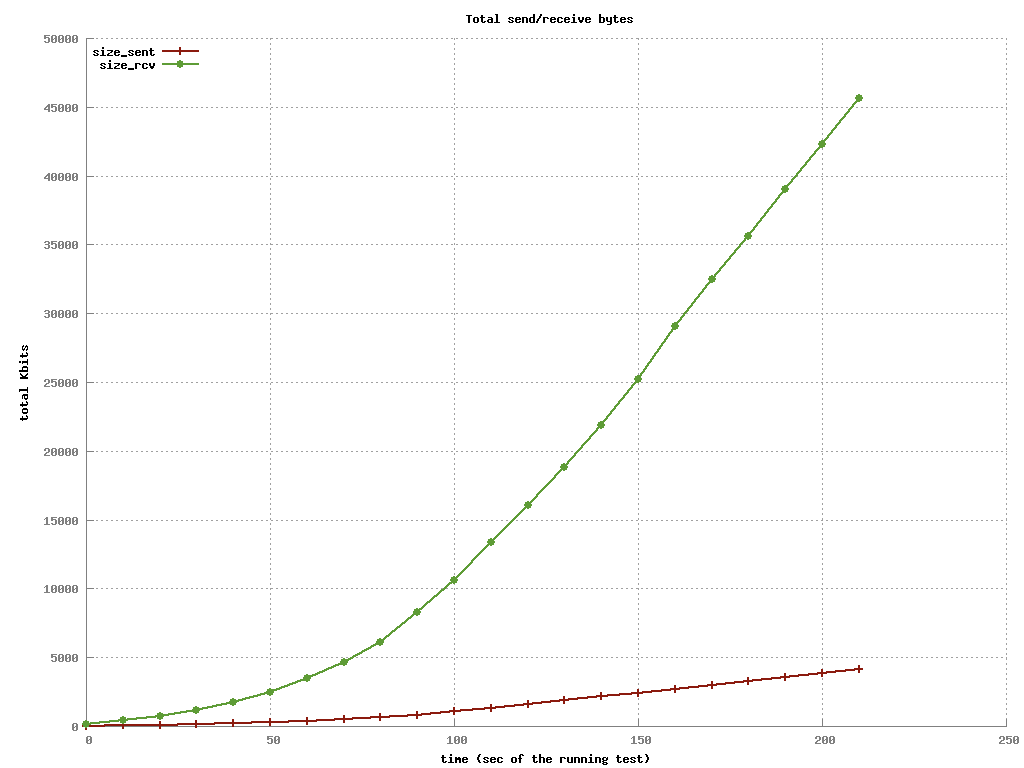 Total send/receive bytes
50000
size_sent
size_rcv
45000
40000
35000
30000
total Kbits
25000
20000
15000
10000
5000
0
0 50 100 150 200 250
time (sec of the running test)